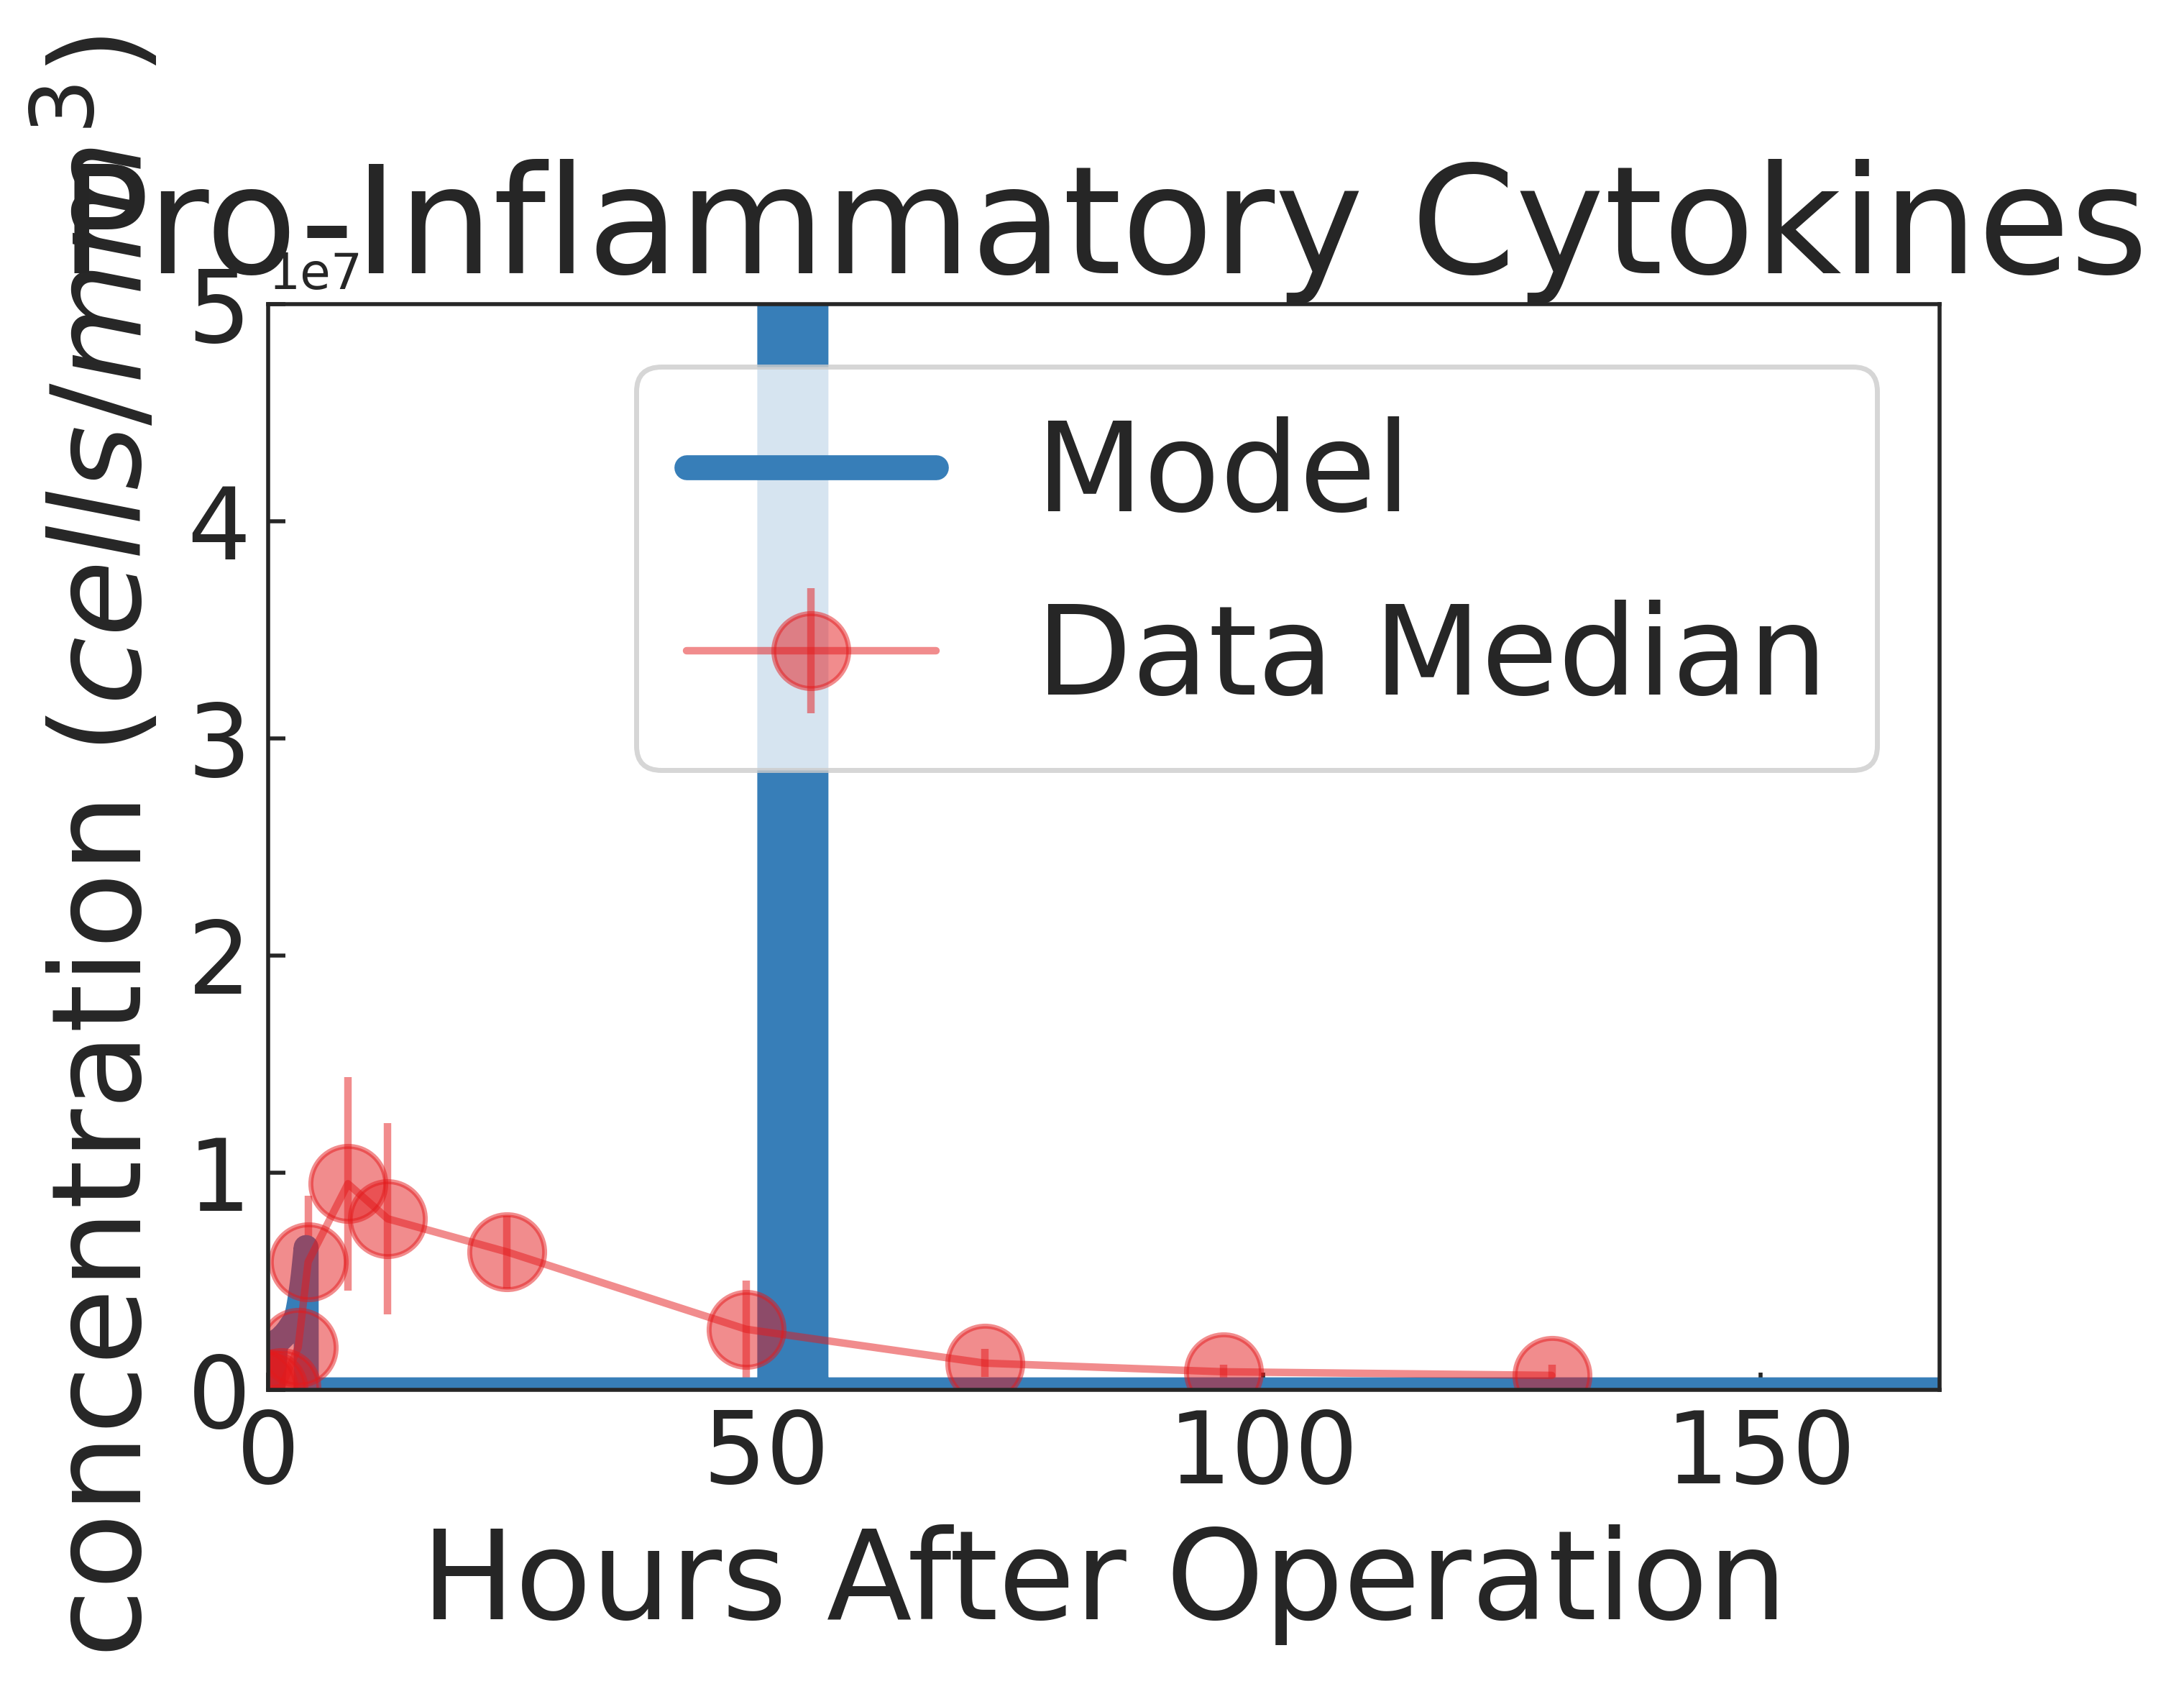 Pro-Inflammatory Cytokines
1e7
concentration (cells/mm³)
5
4
3
2
1
0
Model
Data Median
0 50 100 150
Hours After Operation